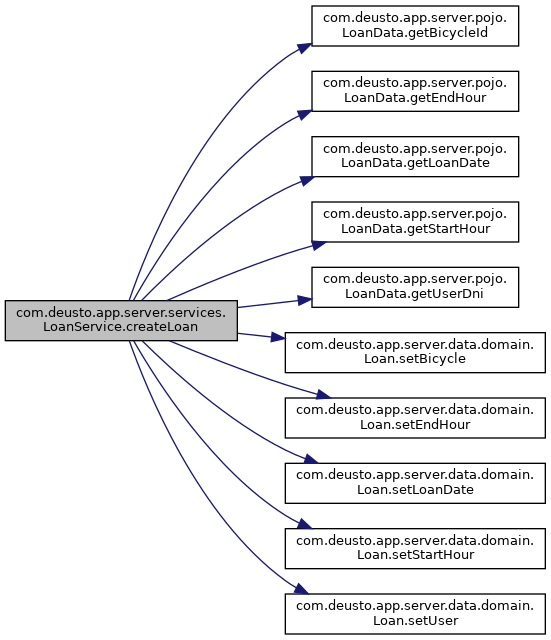 com.deusto.app.server.pojo.
LoanData.getBicycleId
com.deusto.app.server.pojo.
LoanData.getEndHour
com.deusto.app.server.pojo.
LoanData.getLoanDate
com.deusto.app.server.pojo.
LoanData.getStartHour
com.deusto.app.server.pojo.
LoanData.getUserDni
com.deusto.app.server.services.
LoanService.createLoan
com.deusto.app.server.data.domain.
Loan.setBicycle
com.deusto.app.server.data.domain.
Loan.setEndHour
com.deusto.app.server.data.domain.
Loan.setLoanDate
com.deusto.app.server.data.domain.
Loan.setStartHour
com.deusto.app.server.data.domain.
Loan.setUser